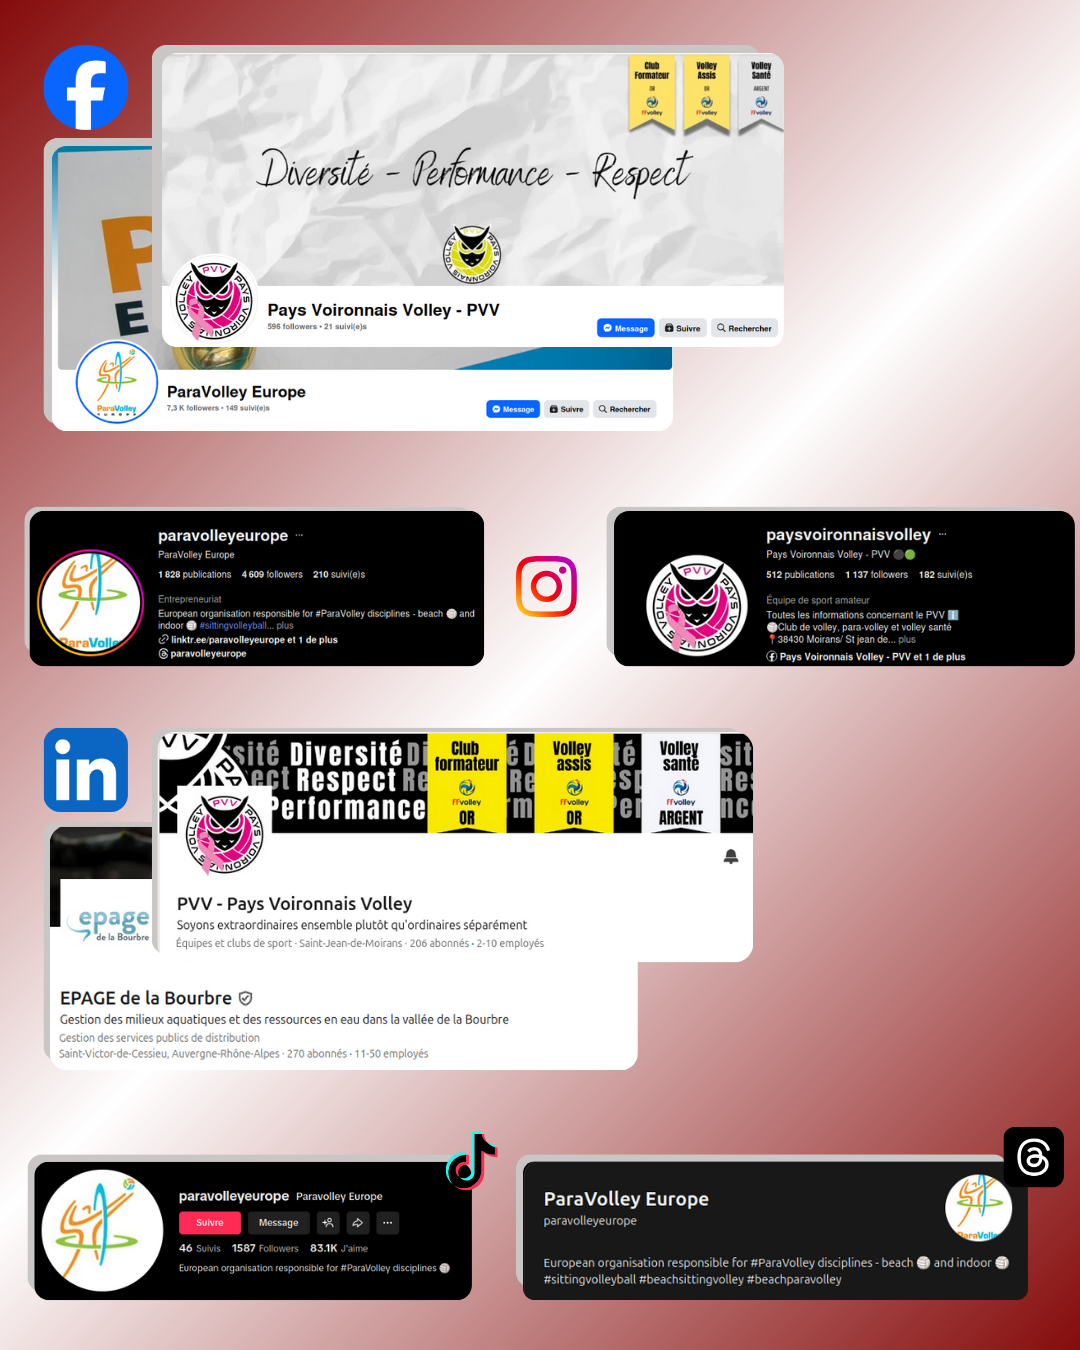 Club Formateur
OR
ffvolley
Volley Assis
OR
ffvolley
Volley Santé
ARGENT
ffvolley
Diversité - Performance - Respect
PVV
PAYS VOIRONNAIS VOLLEY
Pays Voironnais Volley - PVV
596 followers • 21 suivi(e)s
Message
Suivre
Rechercher
P
E
ParaVolley
EUROPE
ParaVolley Europe
7,3 K followers • 149 suivi(e)s
Message
Suivre
Rechercher
paravolleyeurope ...
ParaVolley Europe
1 828 publications 4 609 followers 210 suivi(e)s
Entrepreneuriat
European organisation responsible for #ParaVolley disciplines - beach 🏐 and
indoor 🏐 #sittingvolleyball... plus
linktr.ee/paravolleyeurope et 1 de plus
paravolleyeurope
paysvoironnaisvolley ...
Pays Voironnais Volley - PVV ⚫🟢
512 publications 1 137 followers 182 suivi(e)s
Équipe de sport amateur
Toutes les informations concernant le PVV ℹ️
🏐Club de volley, para-volley et volley santé
📍38430 Moirans/ St jean de... plus
Pays Voironnais Volley - PVV et 1 de plus
in
Diversité
Respect
Performance
Club formateur
ffvolley
OR
Volley assis
ffvolley
OR
Volley santé
ffvolley
ARGENT
PVV
PAYS VOIRONNAIS VOLLEY
PVV - Pays Voironnais Volley
Soyons extraordinaires ensemble plutôt qu'ordinaires séparément
Équipes et clubs de sport · Saint-Jean-de-Moirans · 206 abonnés • 2-10 employés
epage
de la Bourbre
EPAGE de la Bourbre
Gestion des milieux aquatiques et des ressources en eau dans la vallée de la Bourbre
Gestion des services publics de distribution
Saint-Victor-de-Cessieu, Auvergne-Rhône-Alpes · 270 abonnés • 11-50 employés
paravolleyeurope Paravolley Europe
Suivre
Message
46 Suivis 1587 Followers 83.1K J'aime
European organisation responsible for #ParaVolley disciplines 🏐
ParaVolley Europe
paravolleyeurope
European organisation responsible for #ParaVolley disciplines - beach 🏐 and indoor 🏐
#sittingvolleyball #beachsittingvolley #beachparavolley